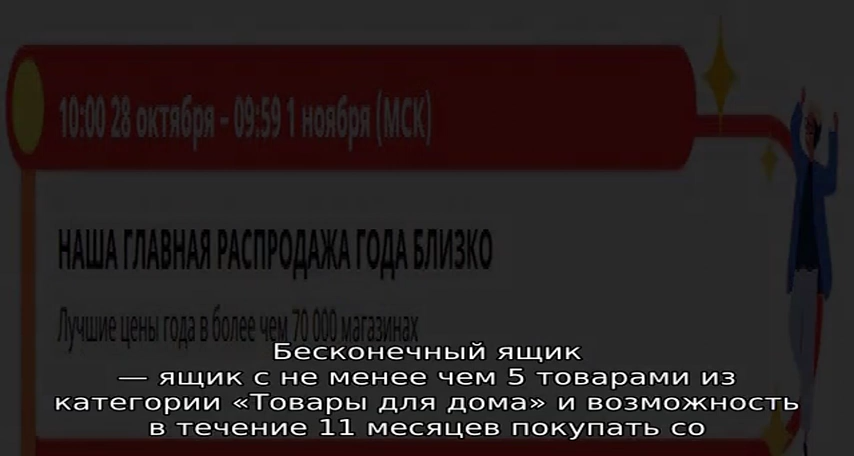 10:00 28 октября – 09:59 1 ноября (МСК)
НАША ГЛАВНАЯ РАСПРОДАЖА ГОДА БЛИЗКО
Лучшие цены года в более чем 70 000 магазинах
Бесконечный ящик
— ящик с не менее чем 5 товарами из
категории «Товары для дома» и возможность
в течение 11 месяцев покупать со